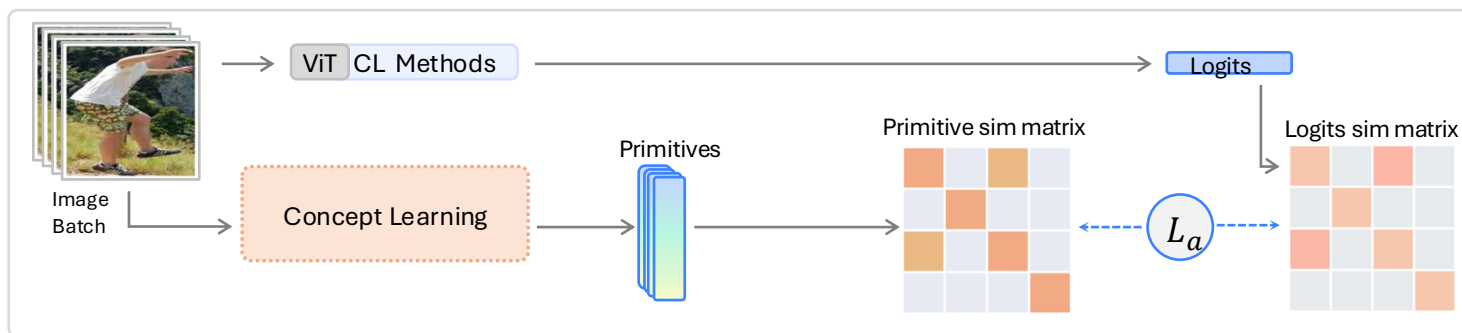 ViT CL Methods
Logits
Primitive sim matrix
Logits sim matrix
Primitives
Image
Batch
Concept Learning
L_a